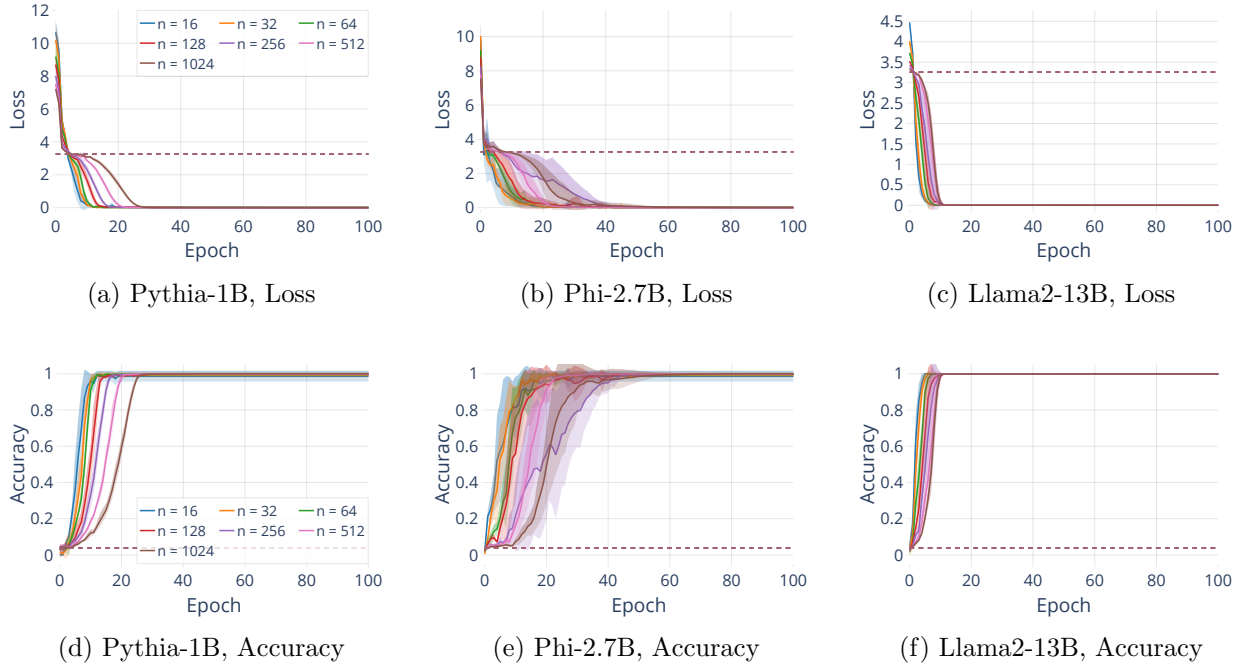 12
10
8
6
4
2
0
0 20 40 60 80 100
Loss
Epoch
n = 16 n = 32 n = 64
n = 128 n = 256 n = 512
n = 1024
(a) Pythia-1B, Loss
10
8
6
4
2
0
0 20 40 60 80 100
Loss
Epoch
(b) Phi-2.7B, Loss
4.5
4
3.5
3
2.5
2
1.5
1
0.5
0
0 20 40 60 80 100
Loss
Epoch
(c) Llama2-13B, Loss
1
0.8
0.6
0.4
0.2
0
0 20 40 60 80 100
Accuracy
Epoch
n = 16 n = 32 n = 64
n = 128 n = 256 n = 512
n = 1024
(d) Pythia-1B, Accuracy
1
0.8
0.6
0.4
0.2
0
0 20 40 60 80 100
Accuracy
Epoch
(e) Phi-2.7B, Accuracy
1
0.8
0.6
0.4
0.2
0
0 20 40 60 80 100
Accuracy
Epoch
(f) Llama2-13B, Accuracy